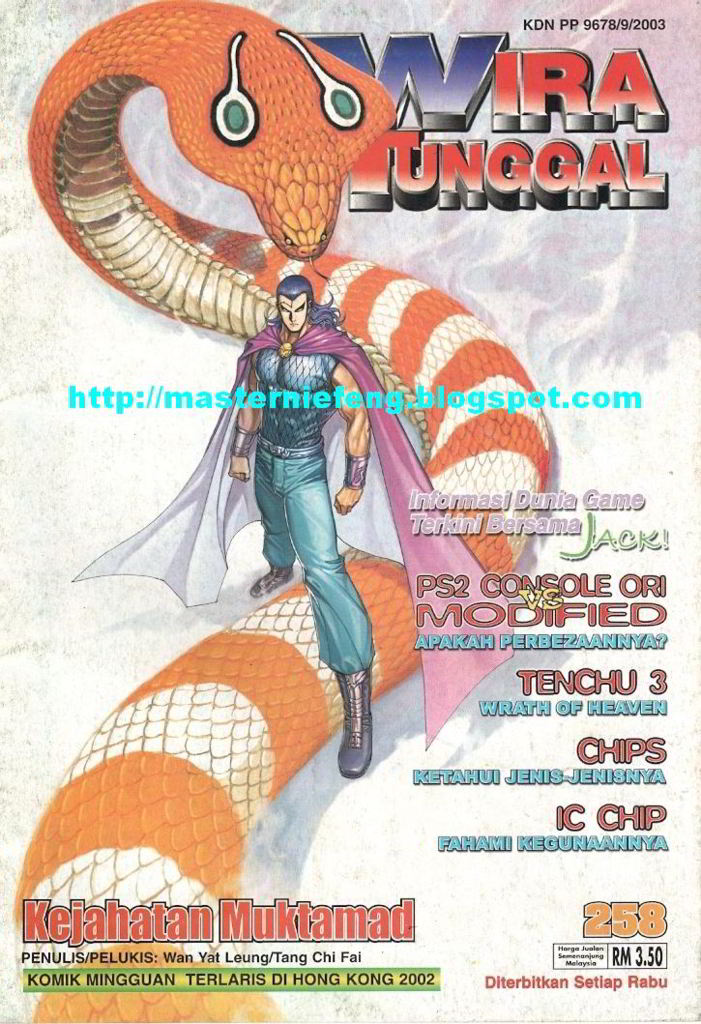 KDN PP 9678/9/2003
WIRA
TUNGGAL
http://masterniefeng.blogspot.com
Informasi Dunia Game
Terkini Bersama
JACK!
PS2 CONSOLE ORI
VS
MODIFIED
APAKAH PERBEZAANNYA?
TENCHU 3
WRATH OF HEAVEN
CHIPS
KETAHUI JENIS-JENISNYA
IC CHIP
FAHAMI KEGUNAANNYA
Kejahatan Muktamad
PENULIS/PELUKIS: Wan Yat Leung/Tang Chi Fai
KOMIK MINGGUAN TERLARIS DI HONG KONG 2002
258
Harga Jualan
Semenanjung
Malaysia
RM 3.50
Diterbitkan Setiap Rabu